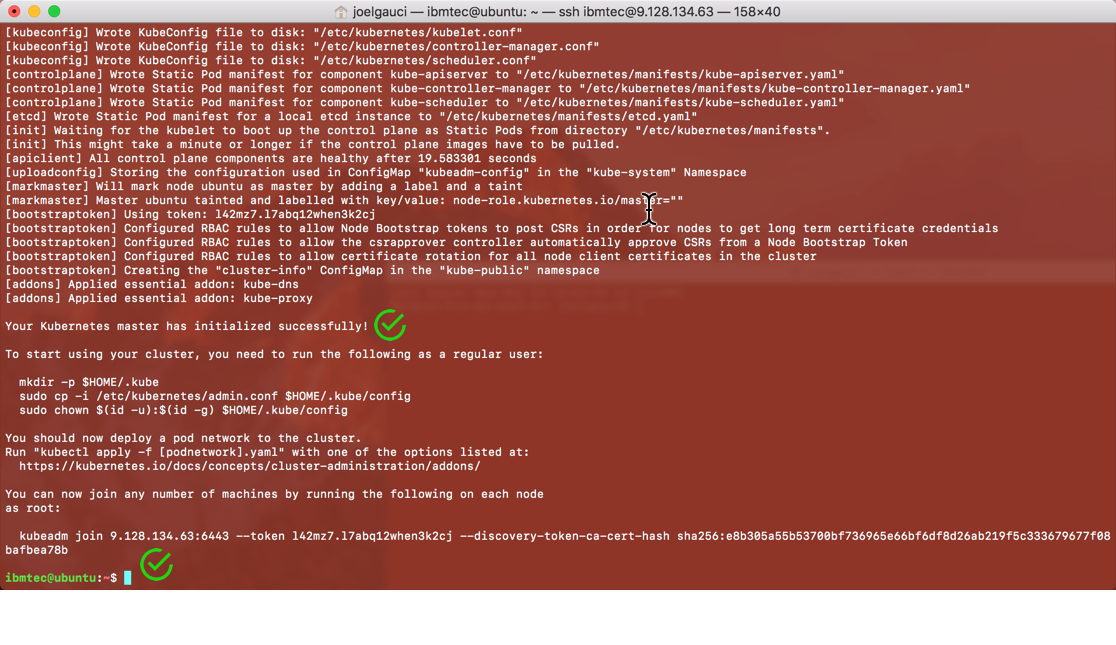 joelgauci — ibmtec@ubuntu: ~ — ssh ibmtec@9.128.134.63 — 158×40
[kubeconfig] Wrote KubeConfig file to disk: "/etc/kubernetes/kubelet.conf"
[kubeconfig] Wrote KubeConfig file to disk: "/etc/kubernetes/controller-manager.conf"
[kubeconfig] Wrote KubeConfig file to disk: "/etc/kubernetes/scheduler.conf"
[controlplane] Wrote Static Pod manifest for component kube-apiserver to "/etc/kubernetes/manifests/kube-apiserver.yaml"
[controlplane] Wrote Static Pod manifest for component kube-controller-manager to "/etc/kubernetes/manifests/kube-controller-manager.yaml"
[controlplane] Wrote Static Pod manifest for component kube-scheduler to "/etc/kubernetes/manifests/kube-scheduler.yaml"
[etcd] Wrote Static Pod manifest for a local etcd instance to "/etc/kubernetes/manifests/etcd.yaml"
[init] Waiting for the kubelet to boot up the control plane as Static Pods from directory "/etc/kubernetes/manifests".
[init] This might take a minute or longer if the control plane images have to be pulled.
[apiclient] All control plane components are healthy after 19.583301 seconds
[uploadconfig] Storing the configuration used in ConfigMap "kubeadm-config" in the "kube-system" Namespace
[markmaster] Will mark node ubuntu as master by adding a label and a taint
[markmaster] Master ubuntu tainted and labelled with key/value: node-role.kubernetes.io/master=""
[bootstraptoken] Using token: l42mz7.l7abq12when3k2cj
[bootstraptoken] Configured RBAC rules to allow Node Bootstrap tokens to post CSRs in order for nodes to get long term certificate credentials
[bootstraptoken] Configured RBAC rules to allow the csrapprover controller automatically approve CSRs from a Node Bootstrap Token
[bootstraptoken] Configured RBAC rules to allow certificate rotation for all node client certificates in the cluster
[bootstraptoken] Creating the "cluster-info" ConfigMap in the "kube-public" namespace
[addons] Applied essential addon: kube-dns
[addons] Applied essential addon: kube-proxy
Your Kubernetes master has initialized successfully!
To start using your cluster, you need to run the following as a regular user:
mkdir -p $HOME/.kube
sudo cp -i /etc/kubernetes/admin.conf $HOME/.kube/config
sudo chown $(id -u):$(id -g) $HOME/.kube/config
You should now deploy a pod network to the cluster.
Run "kubectl apply -f [podnetwork].yaml" with one of the options listed at:
https://kubernetes.io/docs/concepts/cluster-administration/addons/
You can now join any number of machines by running the following on each node
as root:
kubeadm join 9.128.134.63:6443 --token l42mz7.l7abq12when3k2cj --discovery-token-ca-cert-hash sha256:e8b305a55b53700bf736965e66bf6df8d26ab219f5c333679677f08
bafbea78b
ibmtec@ubuntu:~$